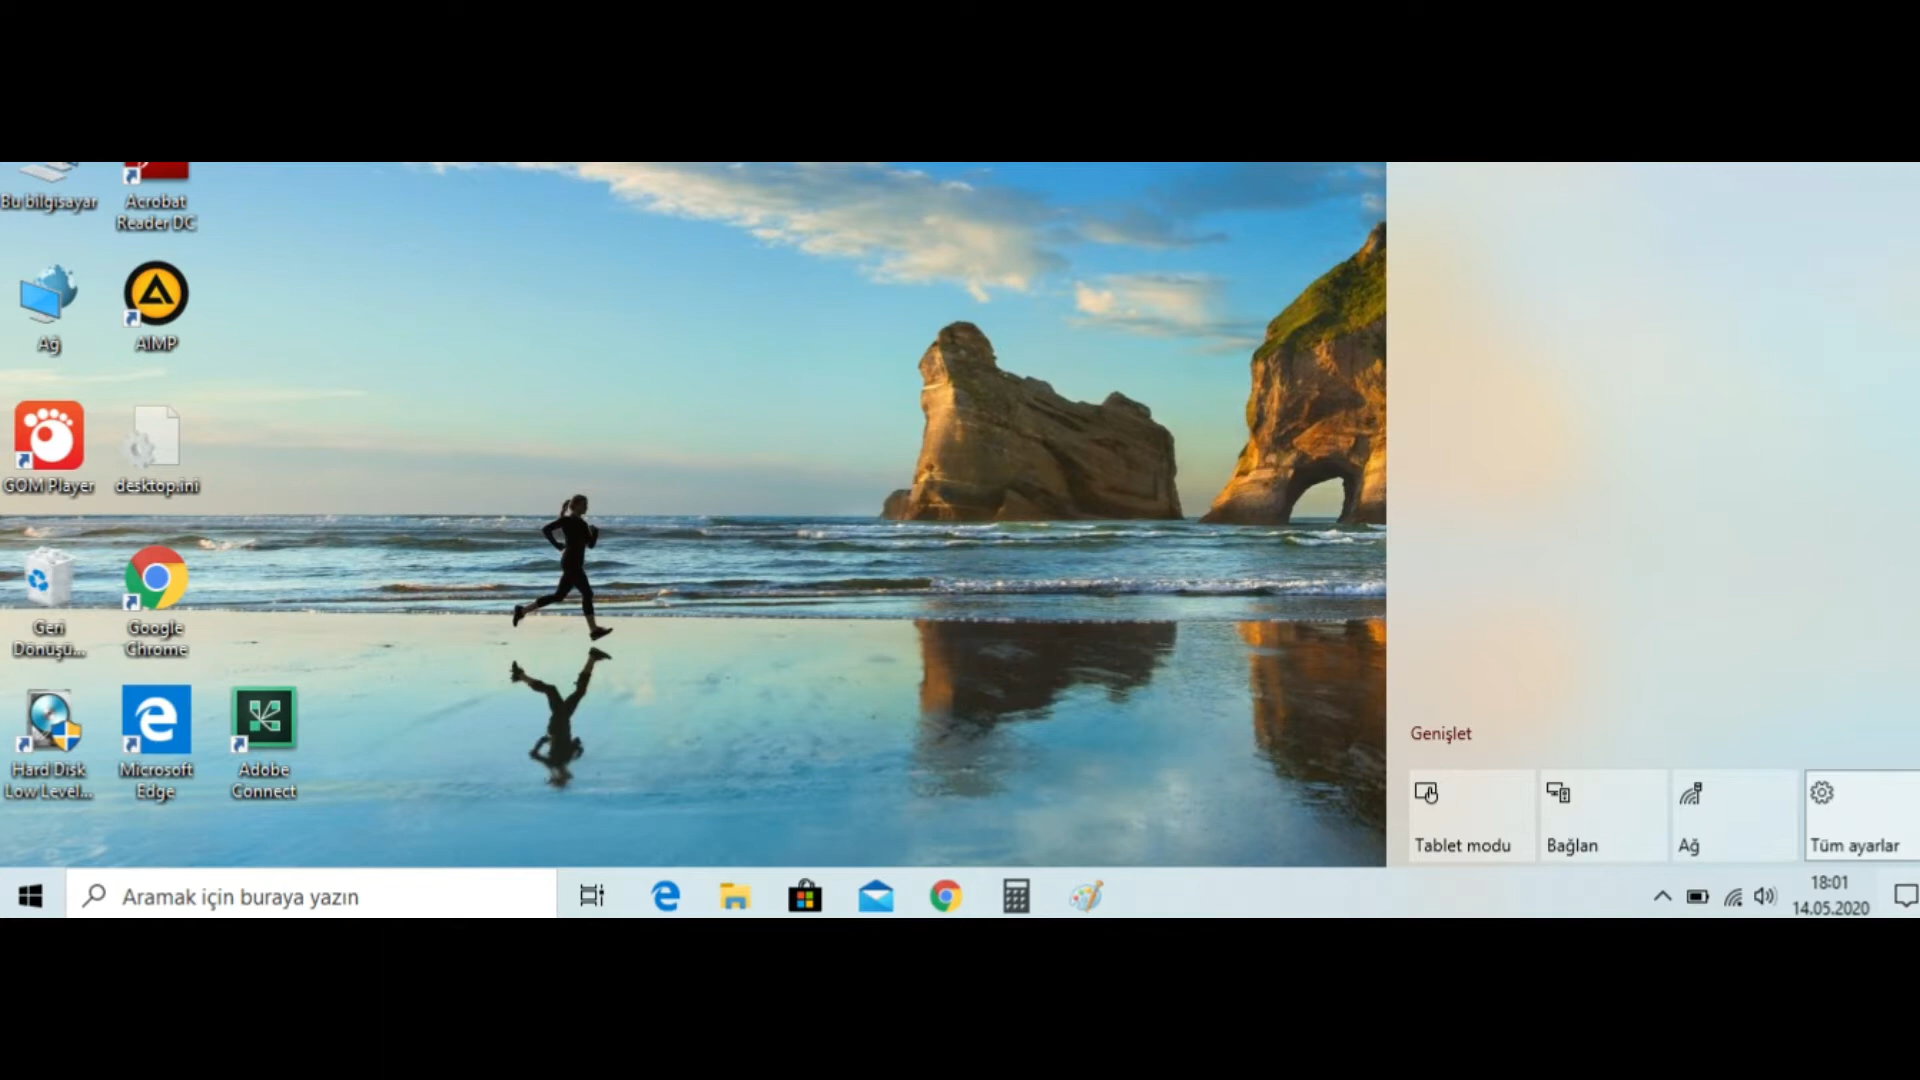 Bu bilgisayar
Acrobat
Reader DC
Ağ
AIMP
GOM Player
desktop.ini
Geri
Dönüşü...
Google
Chrome
Hard Disk
Low Level...
Microsoft
Edge
Adobe
Connect
Genişlet
Tablet modu
Bağlan
Ağ
Tüm ayarlar
Aramak için buraya yazın
18:01
14.05.2020